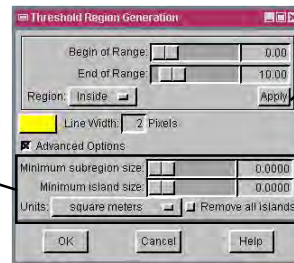 Threshold Region Generation
Begin of Range: 0.00
End of Range: 10.00
Region: Inside Apply
Line Width: 2 Pixels
Advanced Options
Minimum subregion size: 0.0000
Minimum island size: 0.0000
Units: square meters Remove all islands
OK Cancel Help